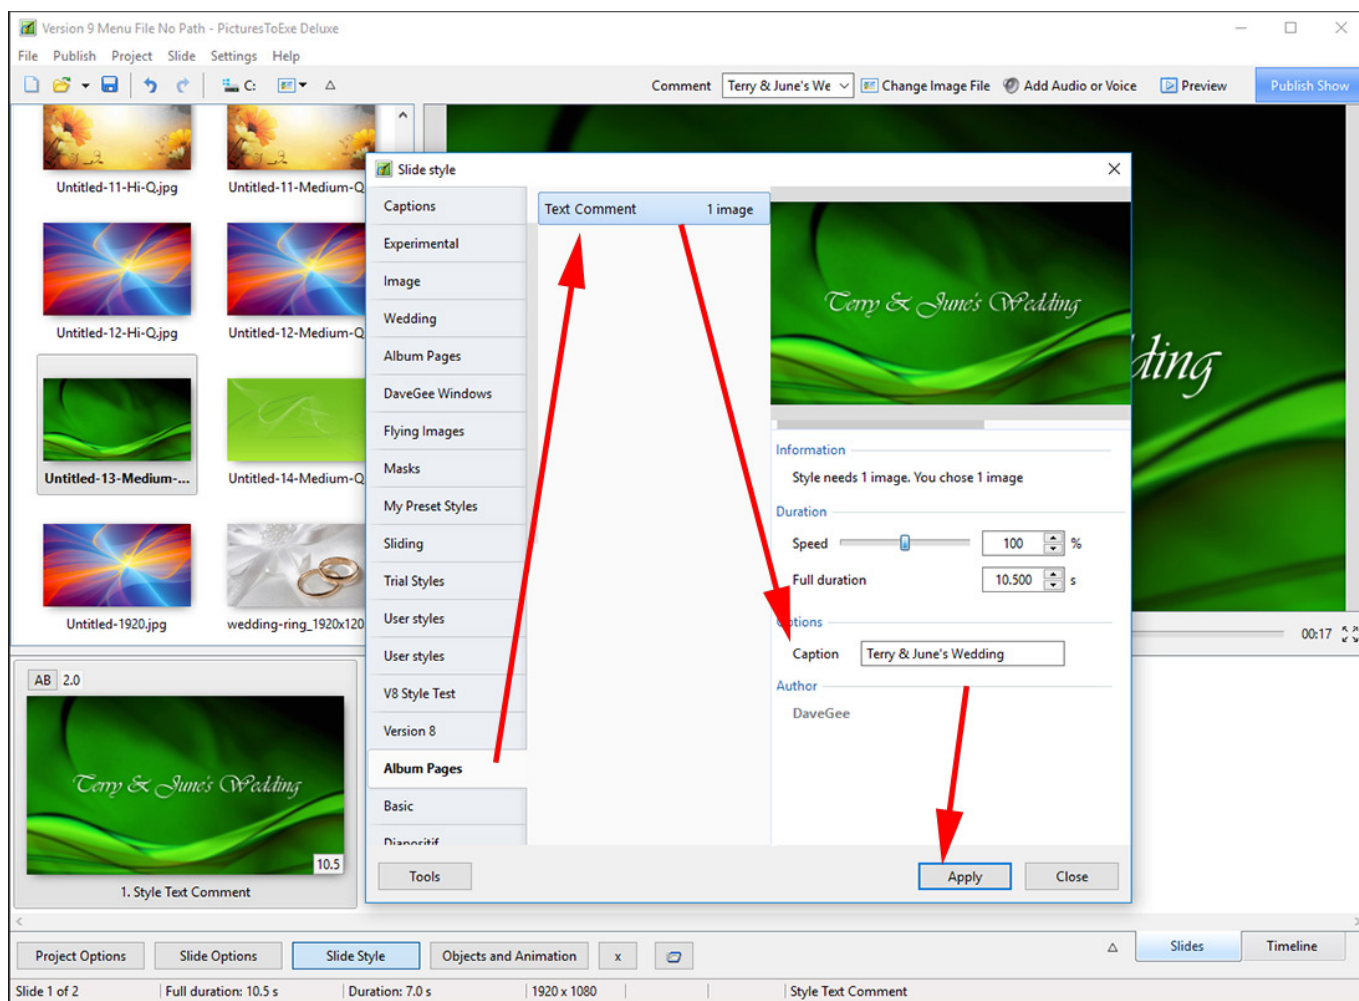 Version 9 Menu File No Path - PicturesToExe Deluxe
File Publish Project Slide Settings Help
C: Comment Terry & June's We Change Image File Add Audio or Voice Preview Publish Show
Untitled-11-Hi-Q.jpg Untitled-11-Medium-Q
Untitled-12-Hi-Q.jpg Untitled-12-Medium-Q
Untitled-13-Medium-... Untitled-14-Medium-Q
Untitled-1920.jpg wedding-ring_1920x120
Slide style
Captions
Experimental
Image
Wedding
Album Pages
DaveGee Windows
Flying Images
Masks
My Preset Styles
Sliding
Trial Styles
User styles
User styles
V8 Style Test
Version 8
Album Pages
Basic
Diapositif
Text Comment 1 image
Terry & June's Wedding
dding
Information
Style needs 1 image. You chose 1 image
Duration
Speed 100 %
Full duration 10.500 s
Options
Caption Terry & June's Wedding
Author
DaveGee
Tools Apply Close
00:17
AB 2.0
Terry & June's Wedding
10.5
1. Style Text Comment
Project Options Slide Options Slide Style Objects and Animation x Slides Timeline
Slide 1 of 2 Full duration: 10.5 s Duration: 7.0 s 1920 x 1080 Style Text Comment